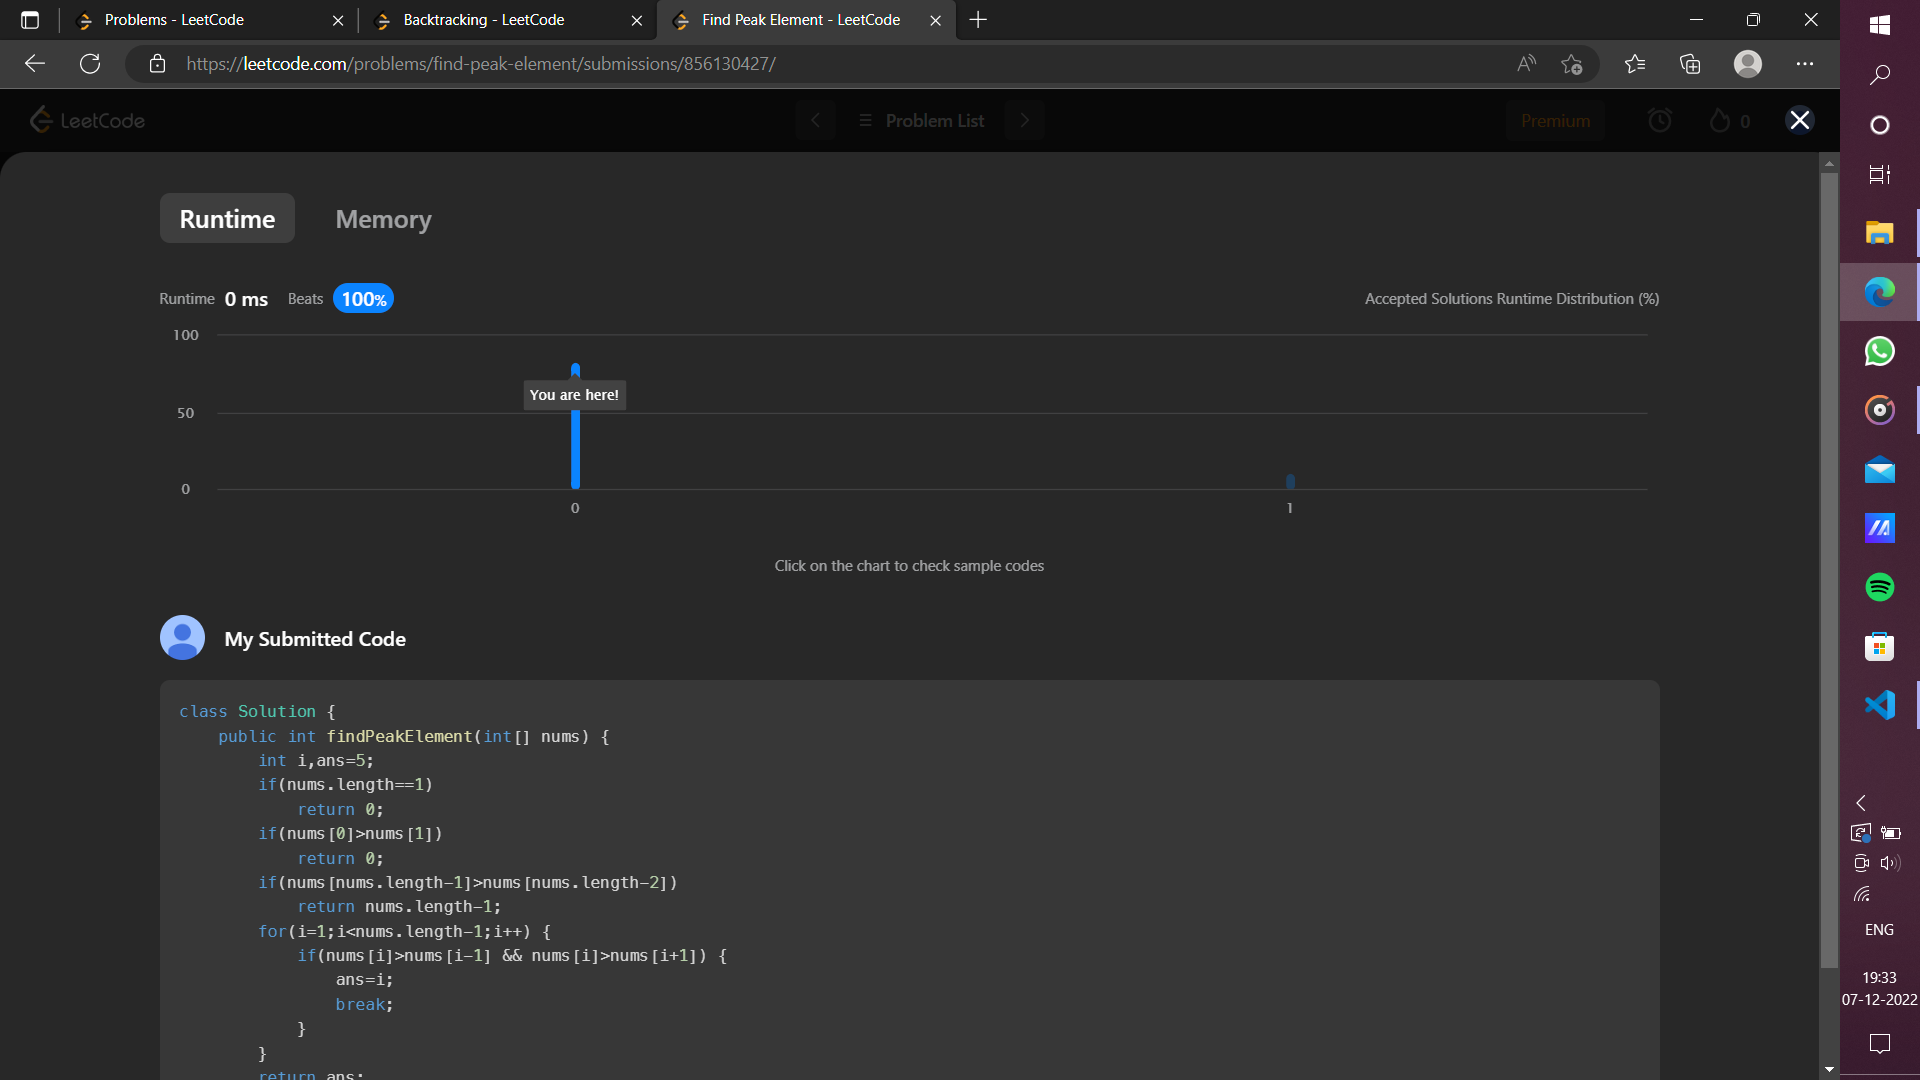 Problems - LeetCode
Backtracking - LeetCode
Find Peak Element - LeetCode
https://leetcode.com/problems/find-peak-element/submissions/856130427/
LeetCode
Problem List
Premium
0
Runtime
Memory
Runtime 0 ms Beats 100%
Accepted Solutions Runtime Distribution (%)
100
You are here!
50
0
0
1
Click on the chart to check sample codes
My Submitted Code
class Solution {
public int findPeakElement(int[] nums) {
int i,ans=5;
if(nums.length==1)
return 0;
if(nums[0]>nums[1])
return 0;
if(nums[nums.length-1]>nums[nums.length-2])
return nums.length-1;
for(i=1;i<nums.length-1;i++) {
if(nums[i]>nums[i-1] && nums[i]>nums[i+1]) {
ans=i;
break;
}
}
return ans;
ENG
19:33
07-12-2022